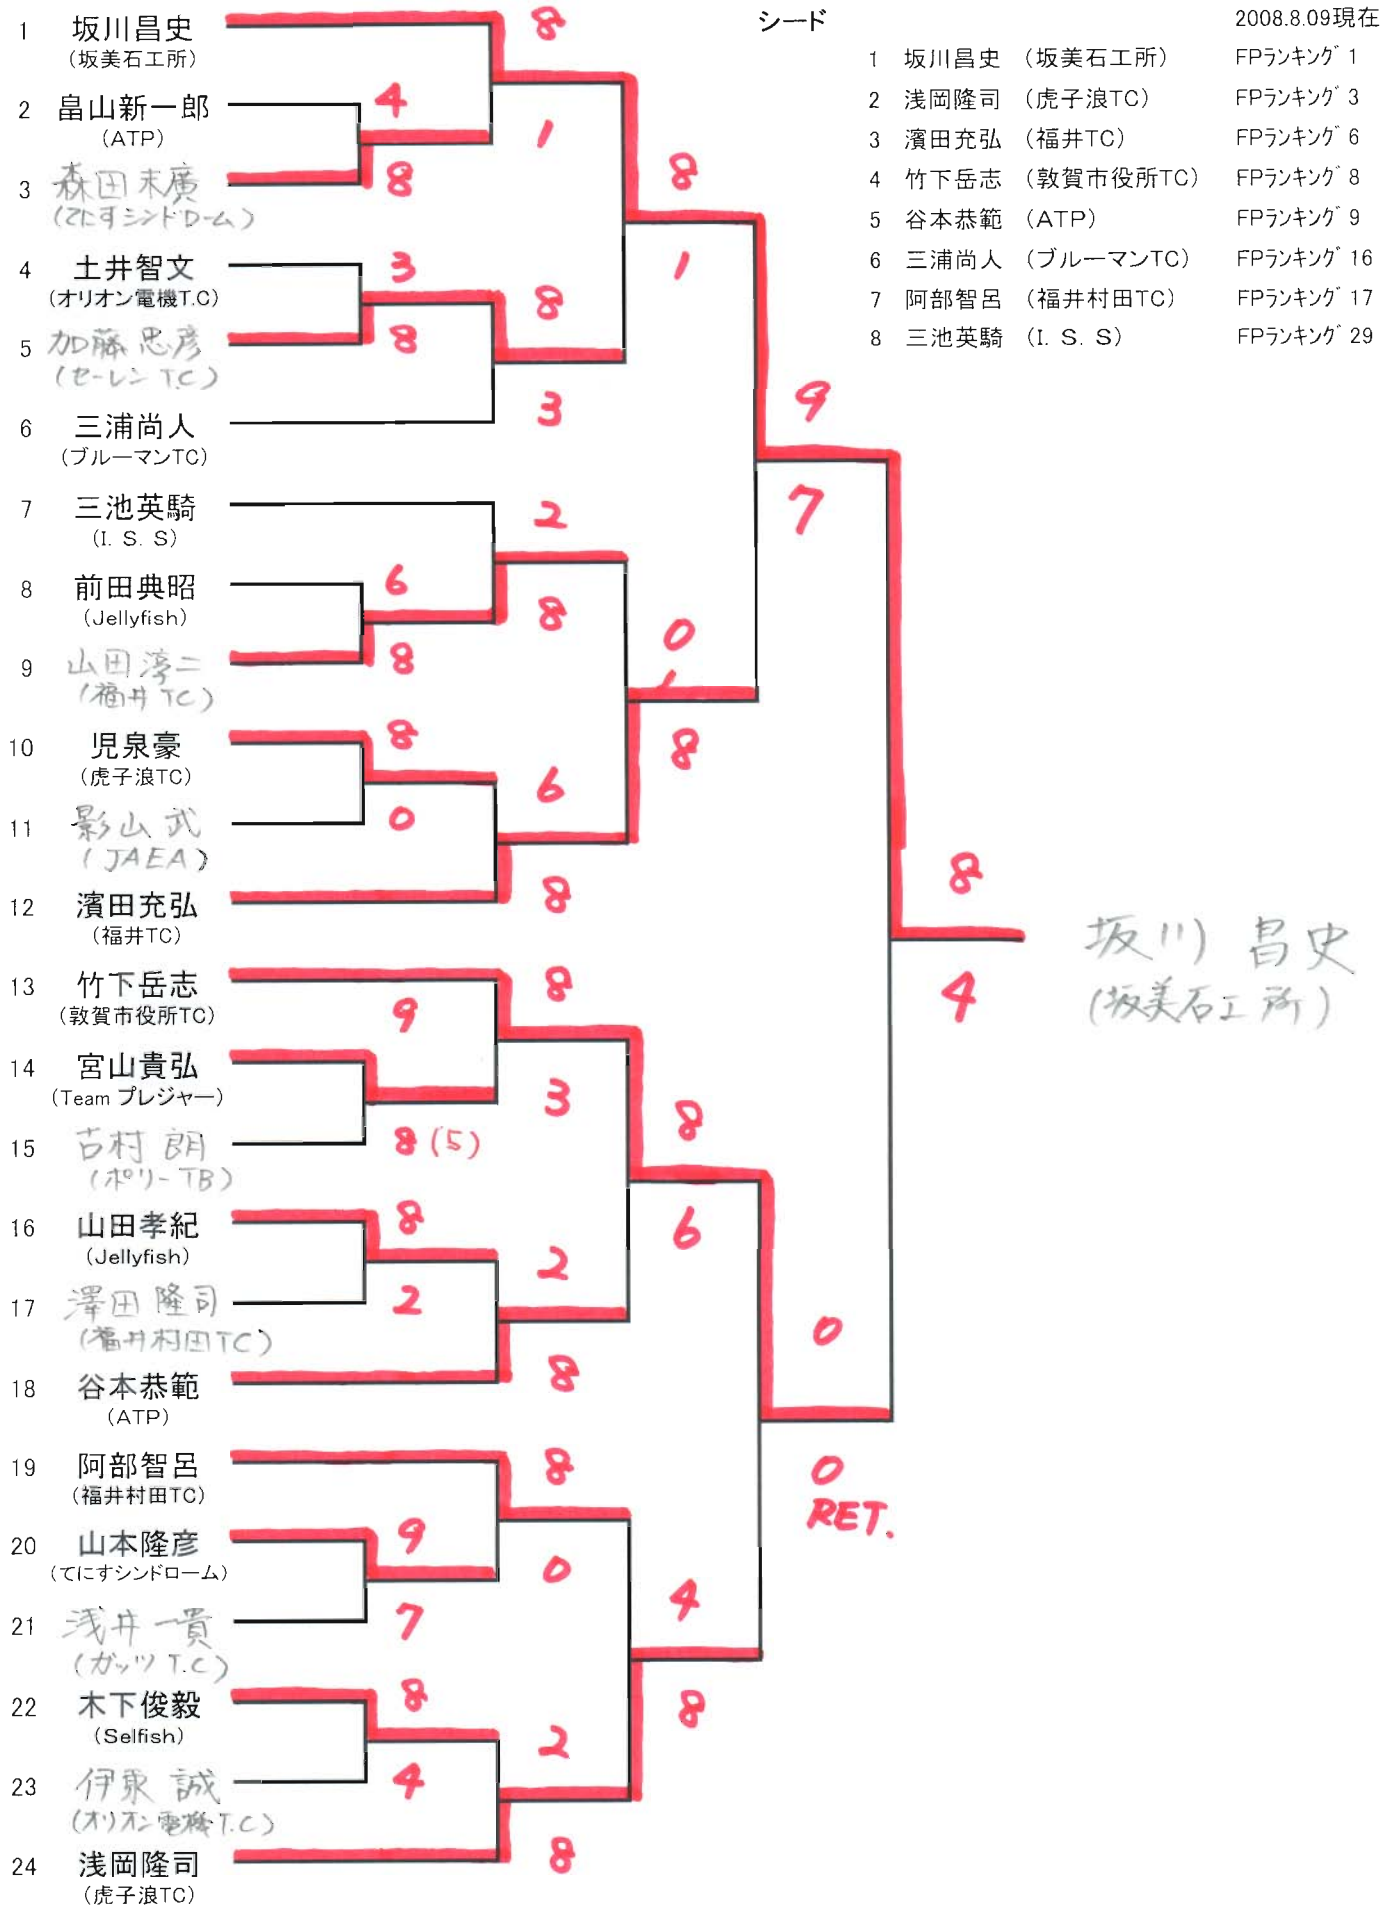 シード 2008.8.09現在
1 坂川昌史 (坂美石工所) FPランキング 1
2 浅岡隆司 (虎子浪TC) FPランキング 3
3 濱田充弘 (福井TC) FPランキング 6
4 竹下岳志 (敦賀市役所TC) FPランキング 8
5 谷本恭範 (ATP) FPランキング 9
6 三浦尚人 (ブルーマンTC) FPランキング 16
7 阿部智呂 (福井村田TC) FPランキング 17
8 三池英騎 (I. S. S) FPランキング 29
1 坂川昌史
(坂美石工所)
8
2 畠山新一郎
(ATP)
4
1
3 森田末廣
(てにすシンドローム)
8
8
4 土井智文
(オリオン電機T.C)
3
1
5 加藤忠彦
(セーレンT.C)
8
8
6 三浦尚人
(ブルーマンTC)
3
9
7 三池英騎
(I. S. S)
2
7
8 前田典昭
(Jellyfish)
6
8
9 山田淳二
(福井TC)
8
0
10 児泉豪
(虎子浪TC)
8
8
11 影山武
(JAEA)
0
6
12 濱田充弘
(福井TC)
8
8
坂川 昌史
(坂美石工所)
4
13 竹下岳志
(敦賀市役所TC)
8
14 宮山貴弘
(Team プレジャー)
9
3
15 古村 朗
(ポリーTB)
8 (5)
8
16 山田孝紀
(Jellyfish)
8
6
17 澤田 隆司
(福井村田TC)
2
2
18 谷本恭範
(ATP)
8
0
19 阿部智呂
(福井村田TC)
8
0
RET.
20 山本隆彦
(てにすシンドローム)
9
0
21 浅井一貴
(ガッツT.C)
7
4
22 木下俊毅
(Selfish)
8
8
23 伊東 誠
(オリオン電機T.C)
4
2
24 浅岡隆司
(虎子浪TC)
8